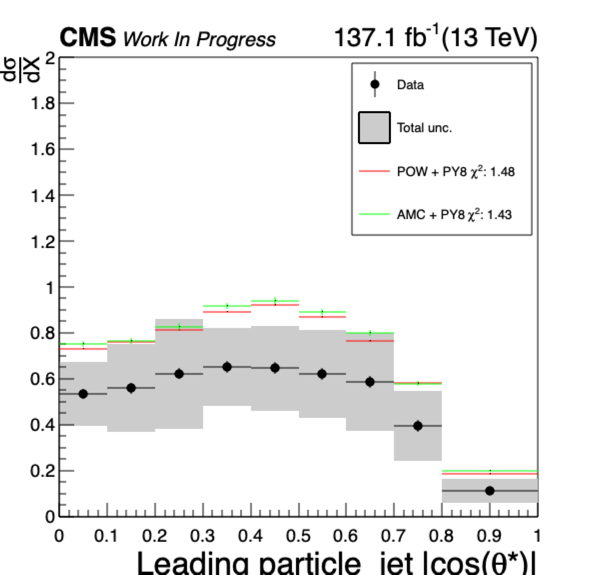 CMS Work In Progress 137.1 fb⁻¹(13 TeV)
dσ
dX
2
1.8
1.6
1.4
1.2
1
0.8
0.6
0.4
0.2
0
Data
Total unc.
POW + PY8 χ²: 1.48
AMC + PY8 χ²: 1.43
0 0.1 0.2 0.3 0.4 0.5 0.6 0.7 0.8 0.9 1
Leading particle jet |cos(θ*)|